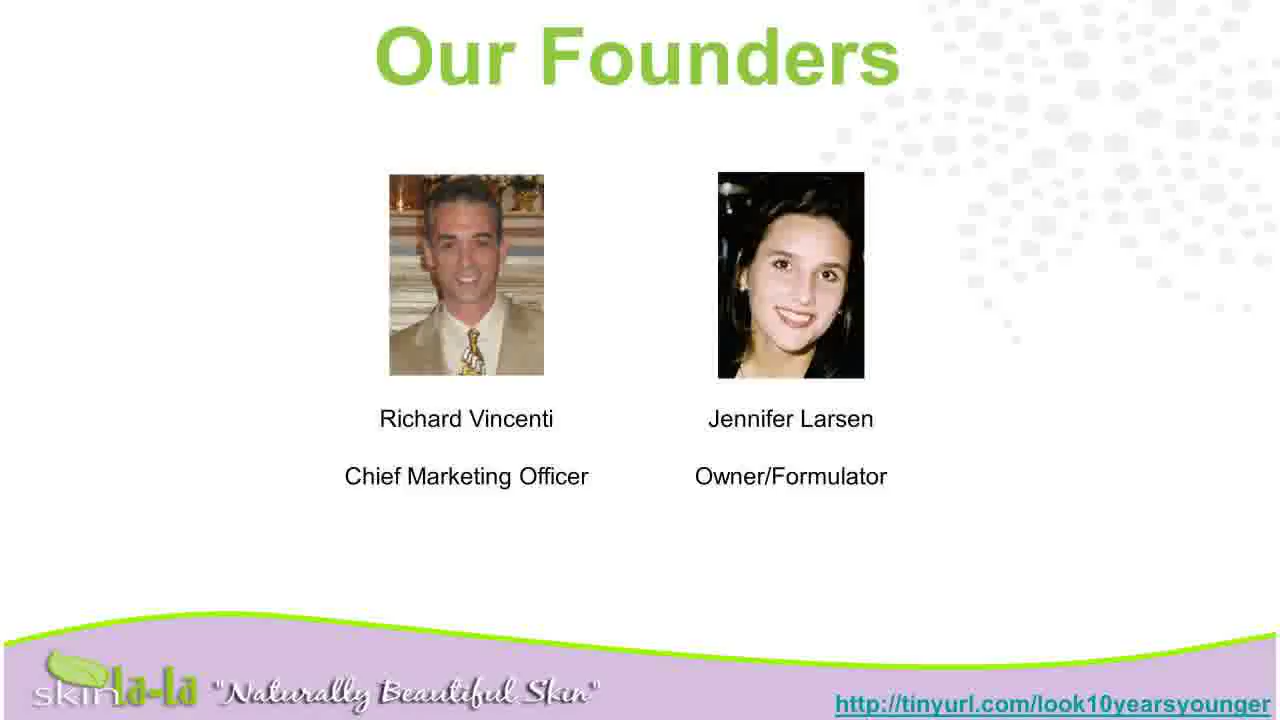 Our Founders
Richard Vincenti
Jennifer Larsen
Chief Marketing Officer
Owner/Formulator
skin la-la "Naturally Beautiful Skin"
http://tinyurl.com/look10yearsyounger